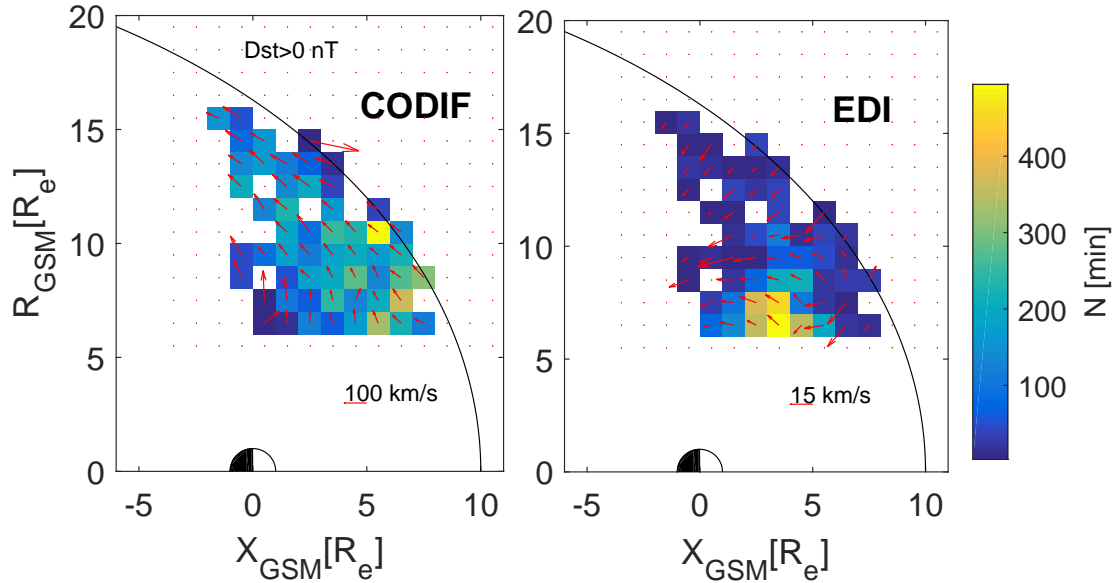 20
15
10
5
0
-5 0 5 10
R_GSM[R_e]
X_GSM[R_e]
Dst>0 nT
CODIF
100 km/s
20
15
10
5
0
-5 0 5 10
X_GSM[R_e]
EDI
15 km/s
400
300
200
100
N [min]